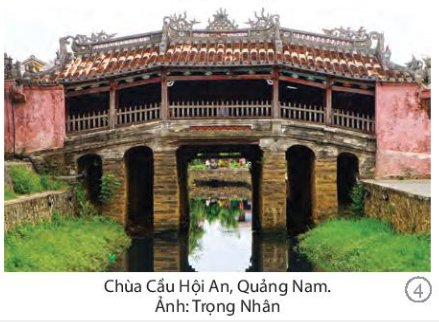 Chùa Cầu Hội An, Quảng Nam.
Ảnh: Trọng Nhân
4